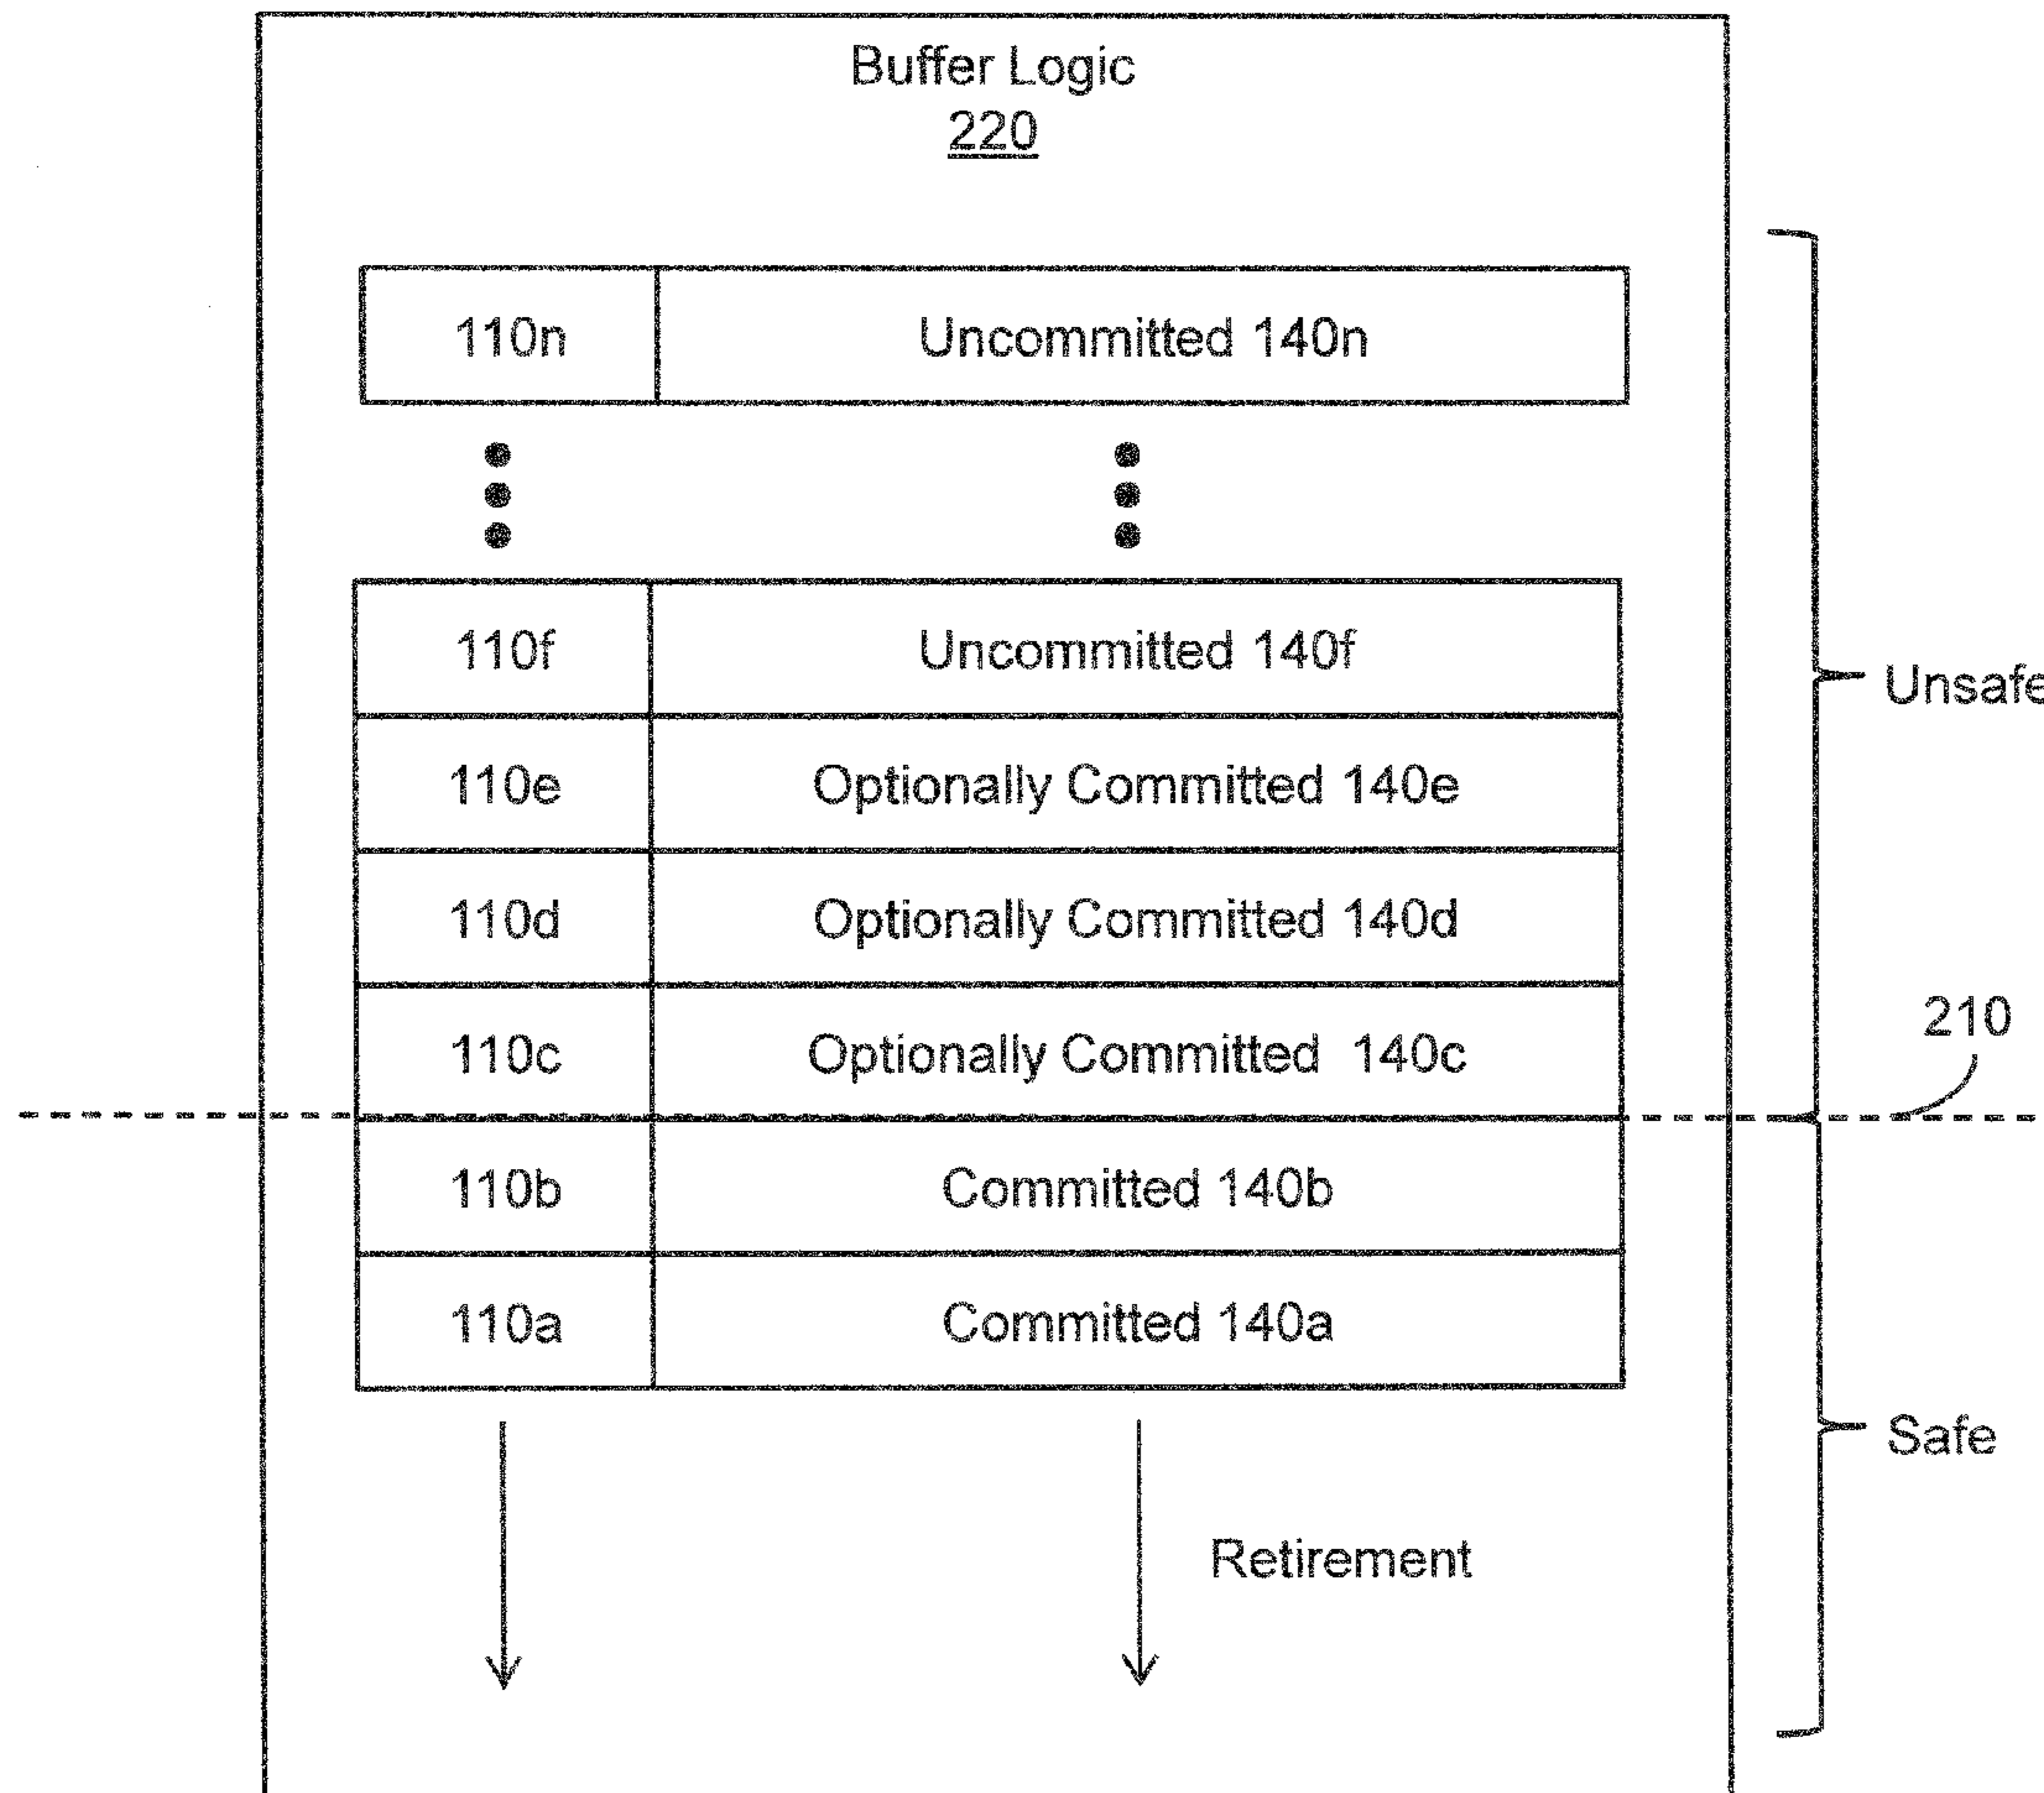 Buffer Logic
220
110n Uncommitted 140n
110f Uncommitted 140f
Unsafe
110e Optionally Committed 140e
110d Optionally Committed 140d
210
110c Optionally Committed 140c
110b Committed 140b
110a Committed 140a
Safe
Retirement